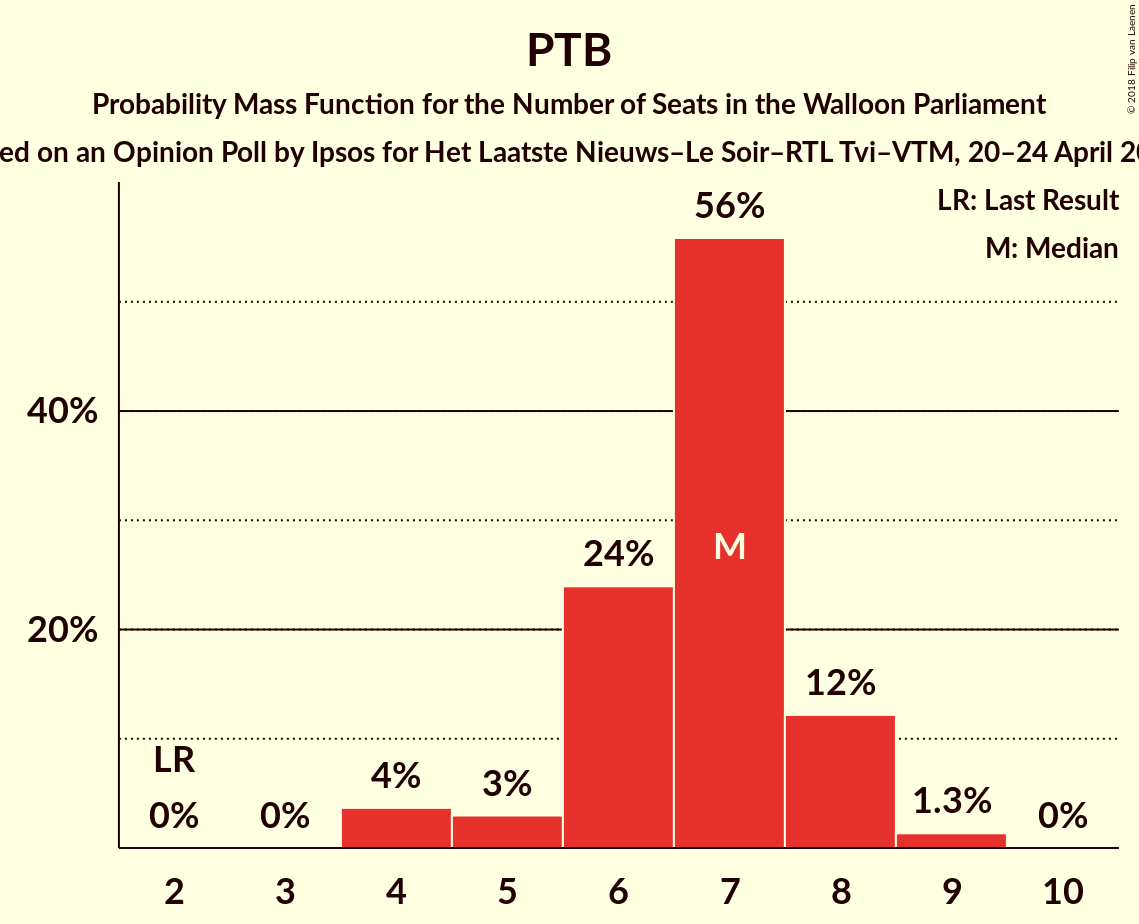 PTB
Probability Mass Function for the Number of Seats in the Walloon Parliament
ed on an Opinion Poll by Ipsos for Het Laatste Nieuws–Le Soir–RTL Tvi–VTM, 20–24 April
© 2018 Filip van Laenen
LR: Last Result
M: Median
56%
40%
24%
M
20%
12%
LR
4%
3%
1.3%
0%
0%
0%
2 3 4 5 6 7 8 9 10